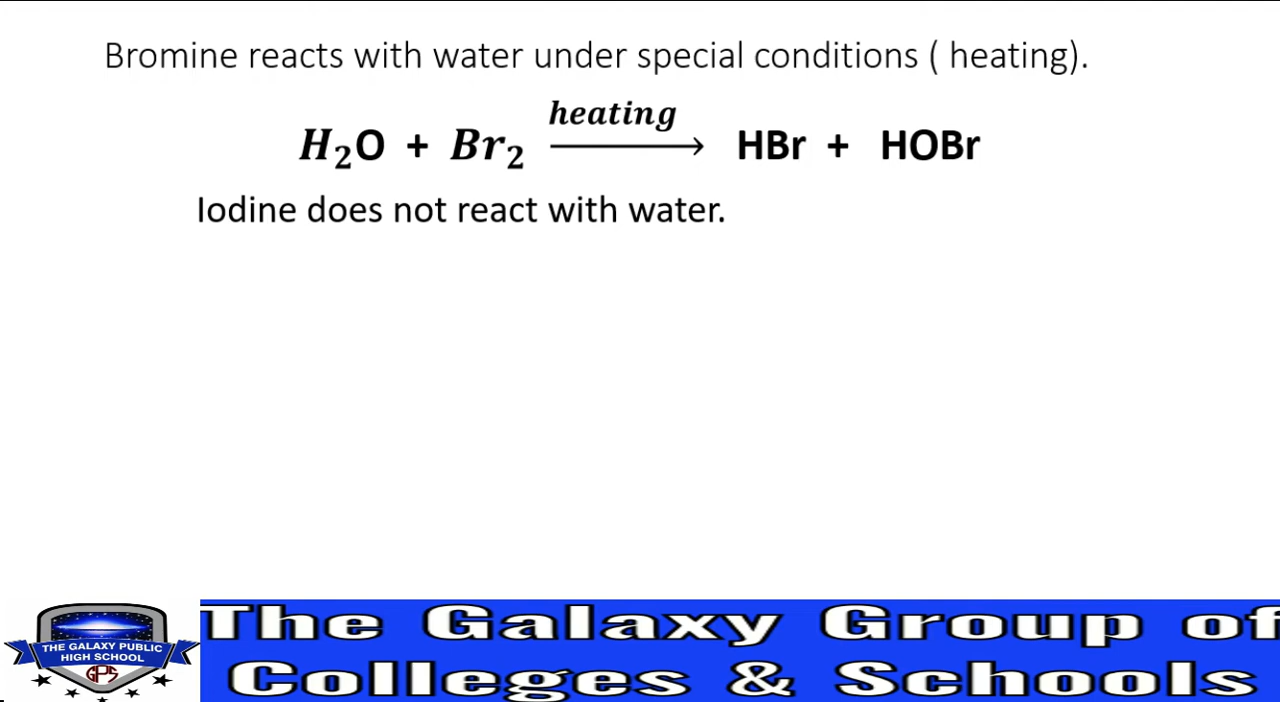 Bromine reacts with water under special conditions ( heating).
H₂O + Br₂ heating → HBr + HOBr
Iodine does not react with water.
THE GALAXY PUBLIC
HIGH SCHOOL
GPS
The Galaxy Group of
Colleges & Schools